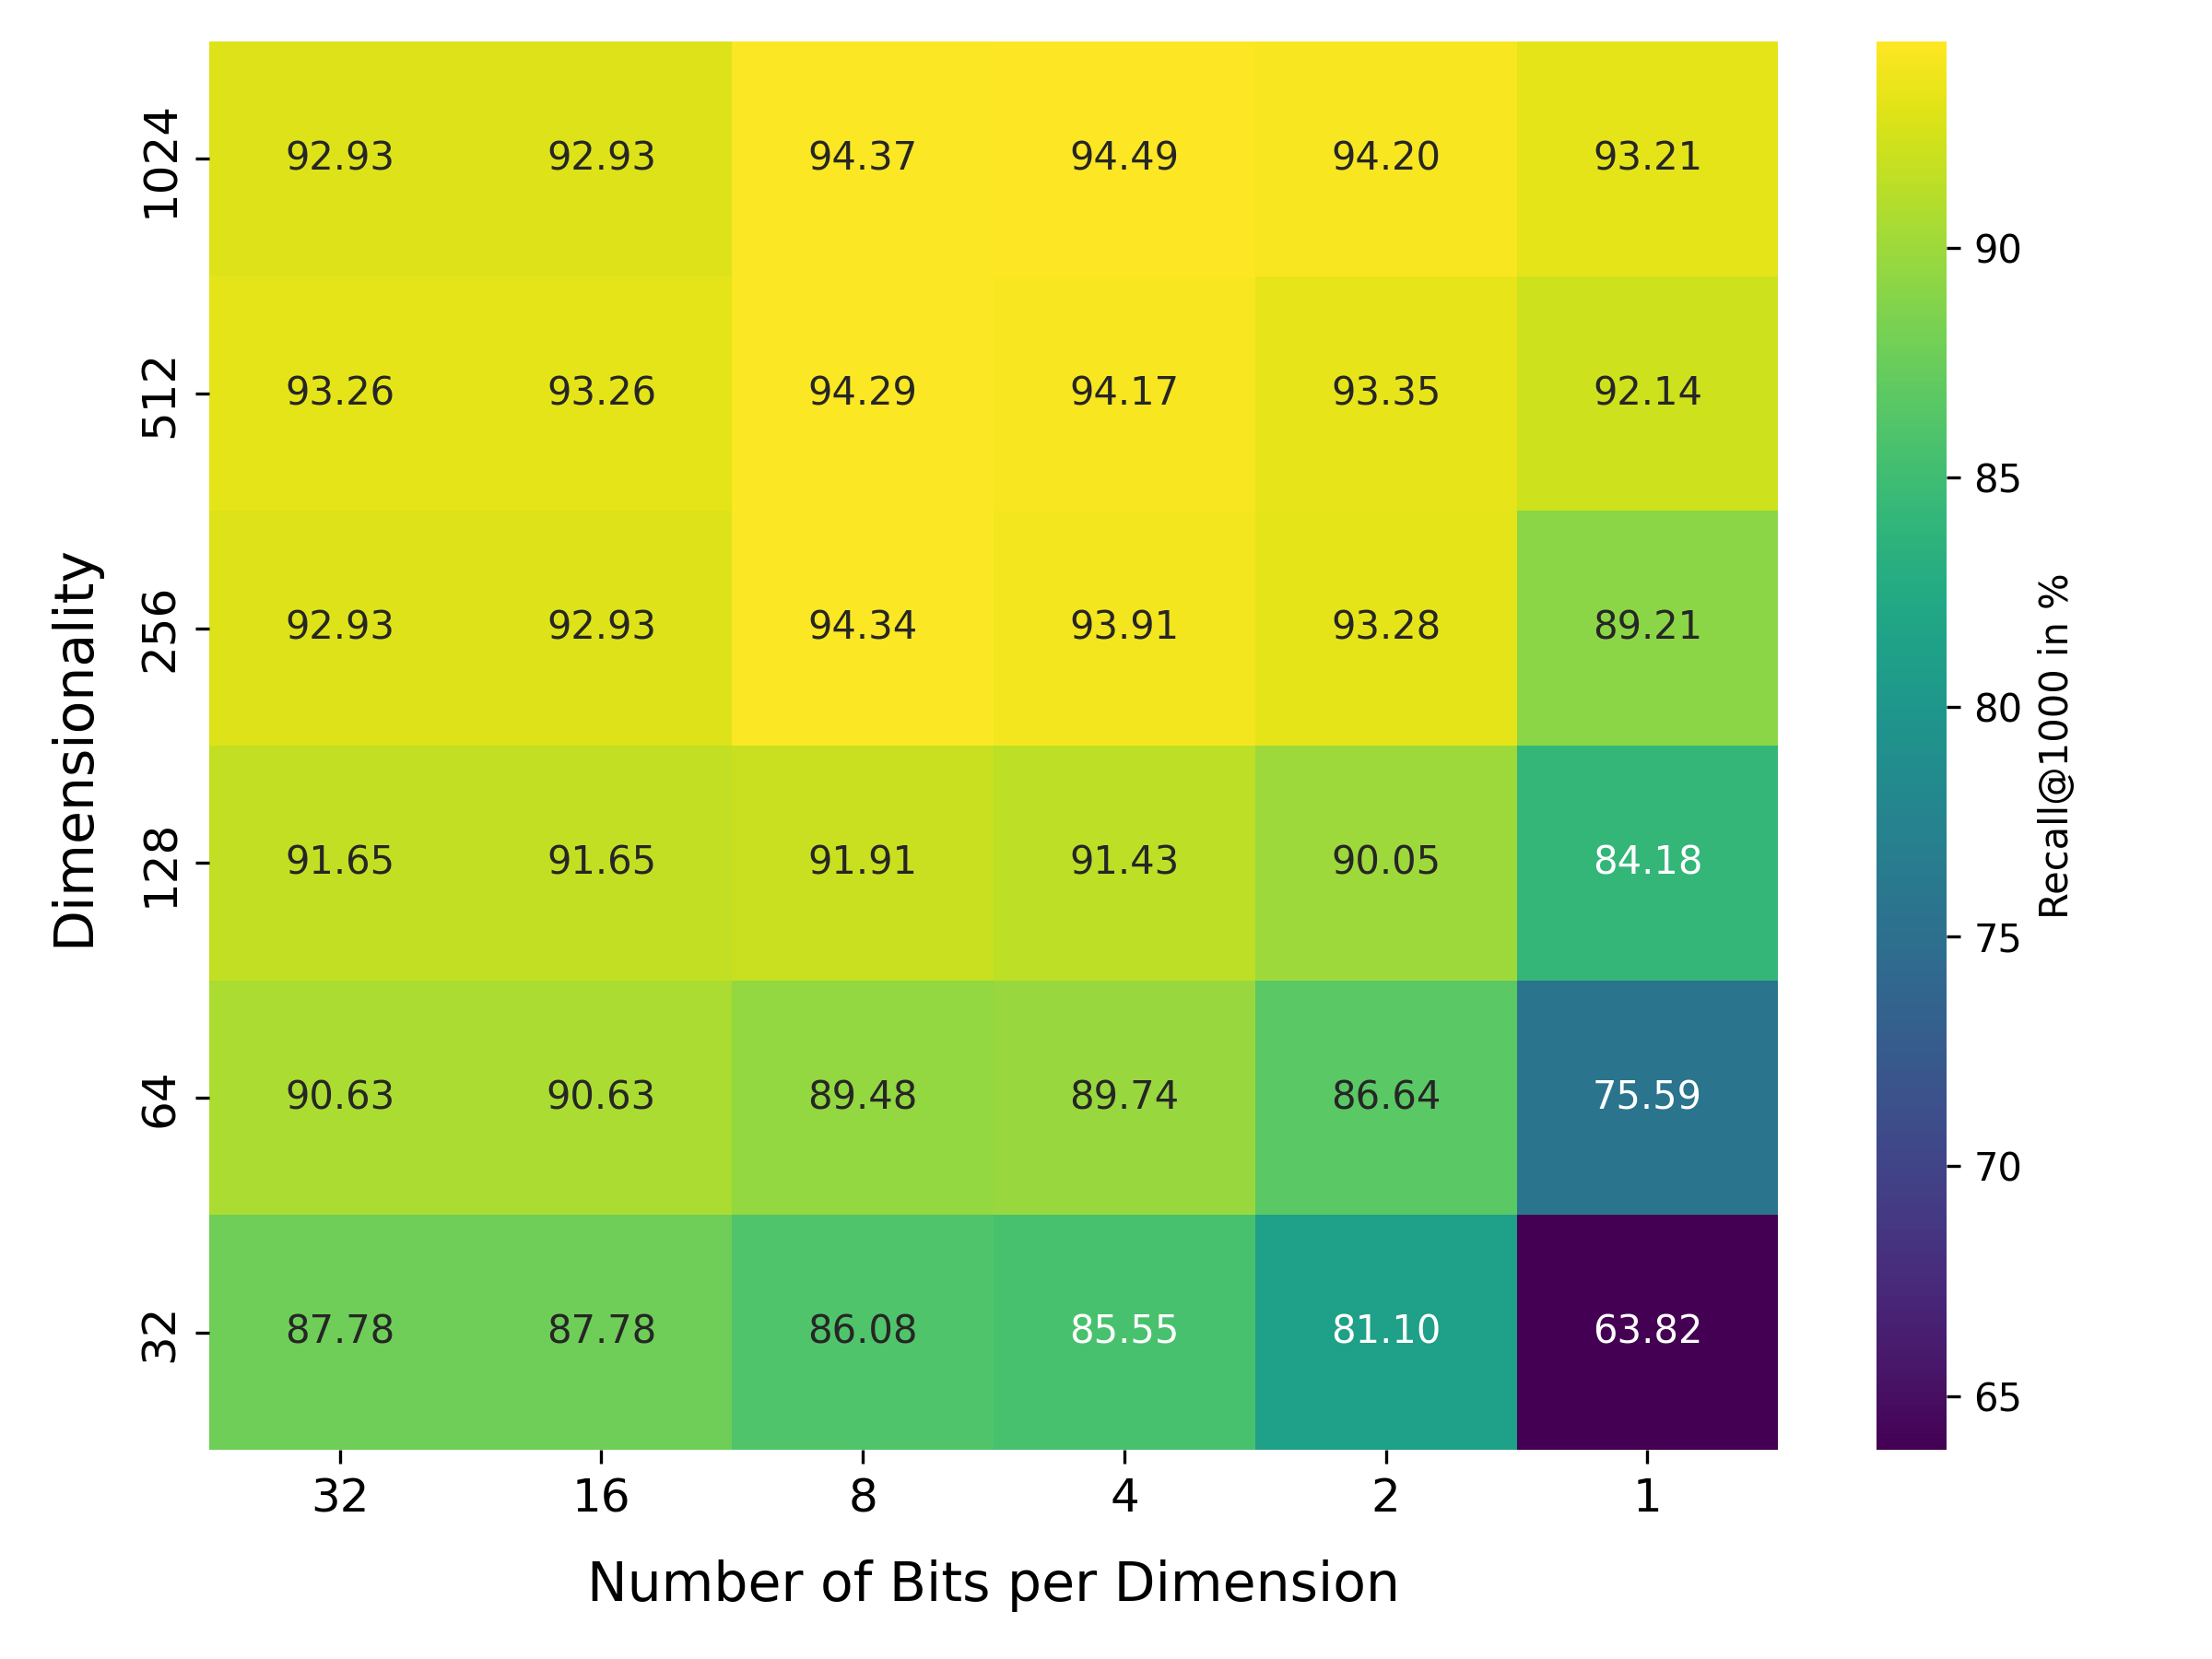 1024 92.93 92.93 94.37 94.49 94.20 93.21
512 93.26 93.26 94.29 94.17 93.35 92.14
256 92.93 92.93 94.34 93.91 93.28 89.21
128 91.65 91.65 91.91 91.43 90.05 84.18
64 90.63 90.63 89.48 89.74 86.64 75.59
32 87.78 87.78 86.08 85.55 81.10 63.82
32 16 8 4 2 1
Number of Bits per Dimension
Dimensionality
90
85
80
75
70
65
Recall@1000 in %